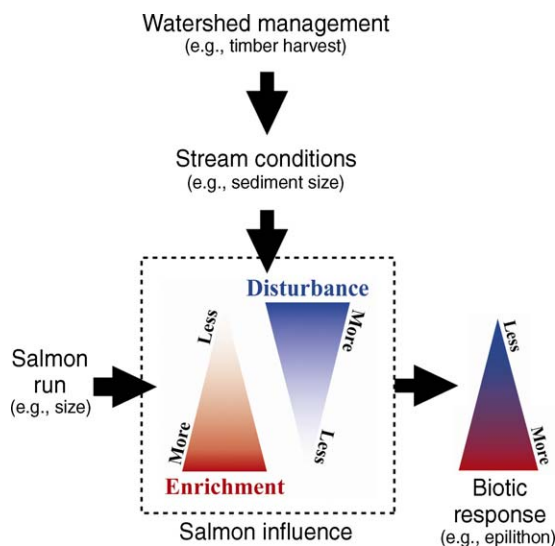 Watershed management
(e.g., timber harvest)
Stream conditions
(e.g., sediment size)
Disturbance
Less
More
Less
Salmon
run
(e.g., size)
More
Less
More
Enrichment
Biotic
response
(e.g., epilithon)
Salmon influence